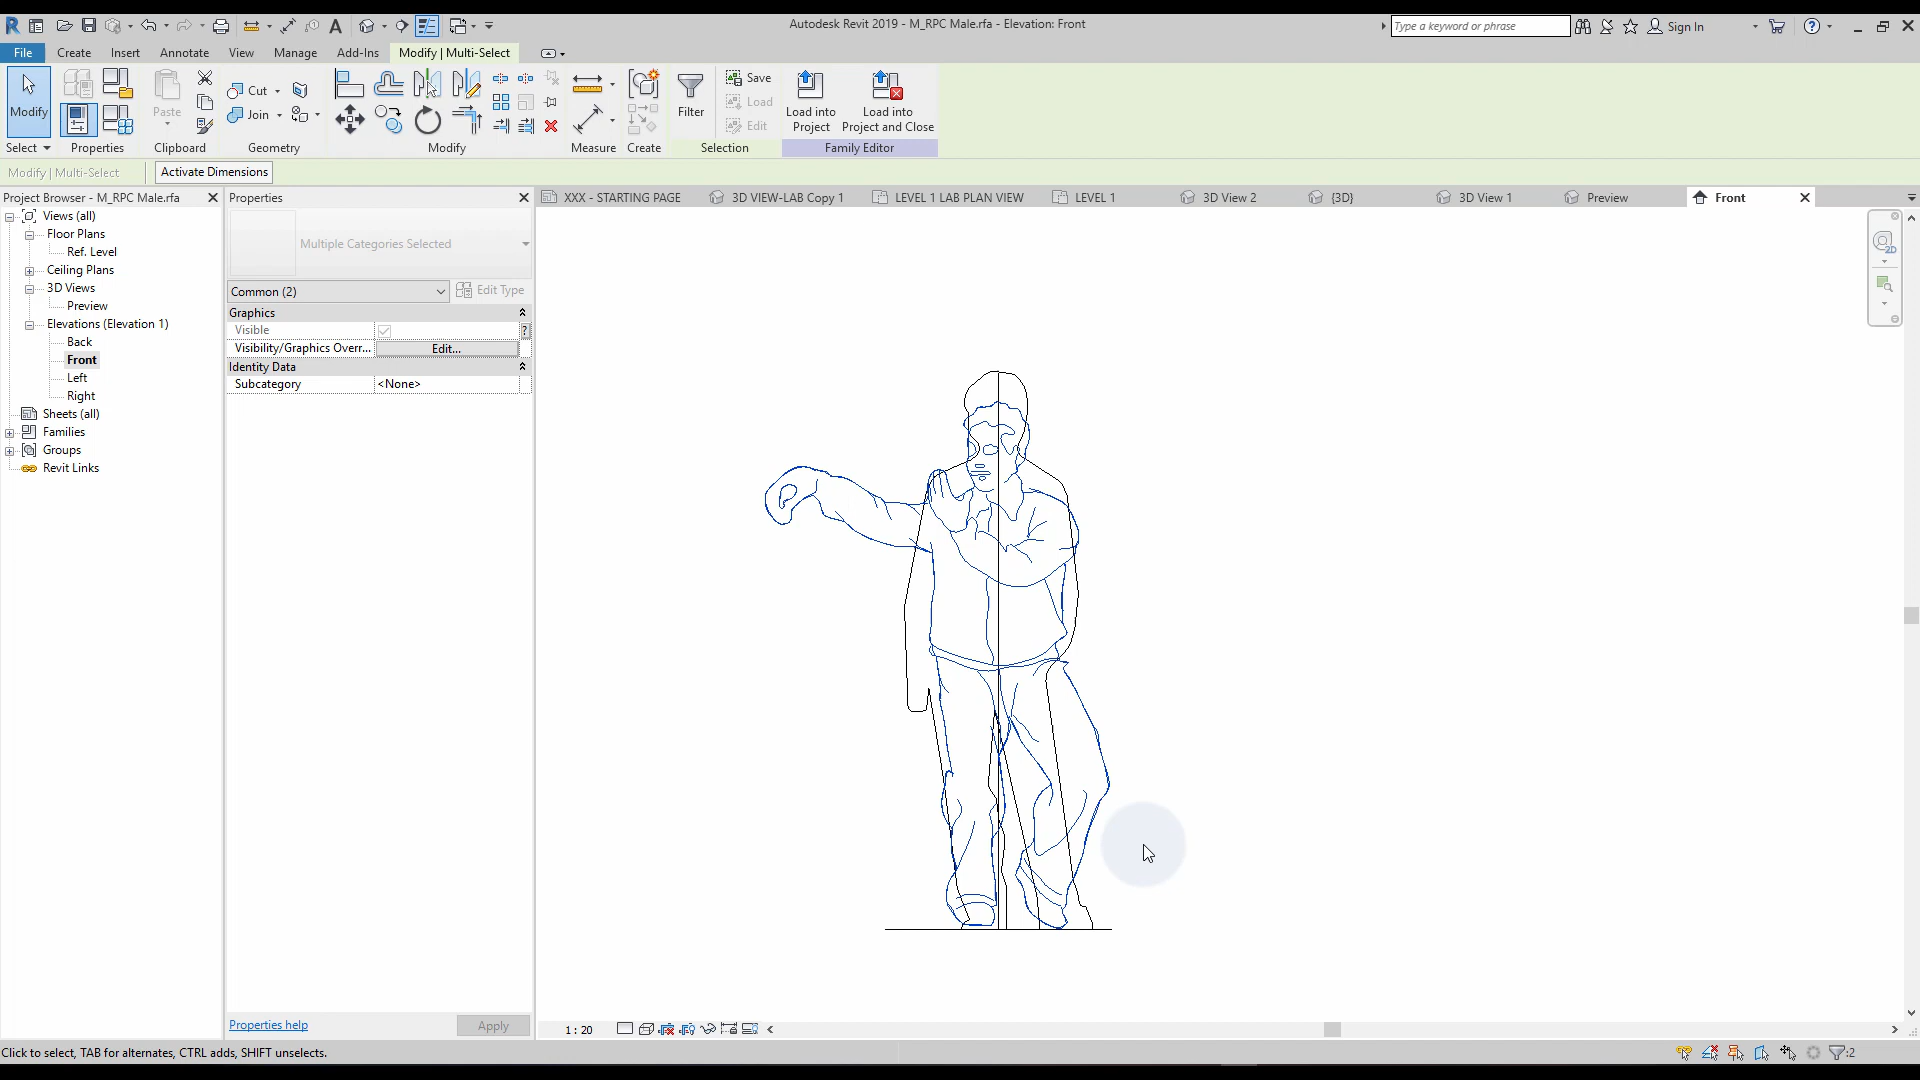 Autodesk Revit 2019 - M_RPC Male.rfa - Elevation: Front
Type a keyword or phrase
Sign In
File
Create
Insert
Annotate
View
Manage
Add-Ins
Modify | Multi-Select
Modify
Paste
Cut
Join
Filter
Save
Load
Edit
Load into Project
Load into Project and Close
Select
Properties
Clipboard
Geometry
Modify
Measure
Create
Selection
Family Editor
Modify | Multi-Select
Activate Dimensions
Project Browser - M_RPC Male.rfa
Views (all)
Floor Plans
Ref. Level
Ceiling Plans
3D Views
Preview
Elevations (Elevation 1)
Back
Front
Left
Right
Sheets (all)
Families
Groups
Revit Links
Properties
Multiple Categories Selected
Common (2)
Edit Type
Graphics
Visible
?
Visibility/Graphics Overr...
Edit...
Identity Data
Subcategory
<None>
Properties help
Apply
XXX - STARTING PAGE
3D VIEW-LAB Copy 1
LEVEL 1 LAB PLAN VIEW
LEVEL 1
3D View 2
{3D}
3D View 1
Preview
Front
2D
1 : 20
Click to select, TAB for alternates, CTRL adds, SHIFT unselects.
:2